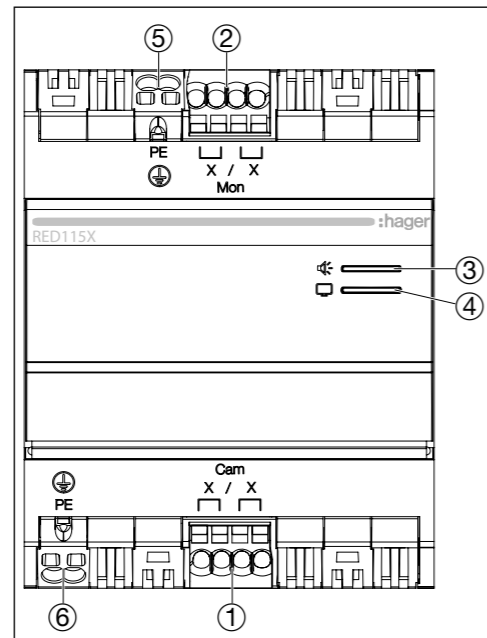 ⑤ ②
PE
X / X
Mon
:hager
RED115X
③
④
Cam
X / X
PE
⑥ ①